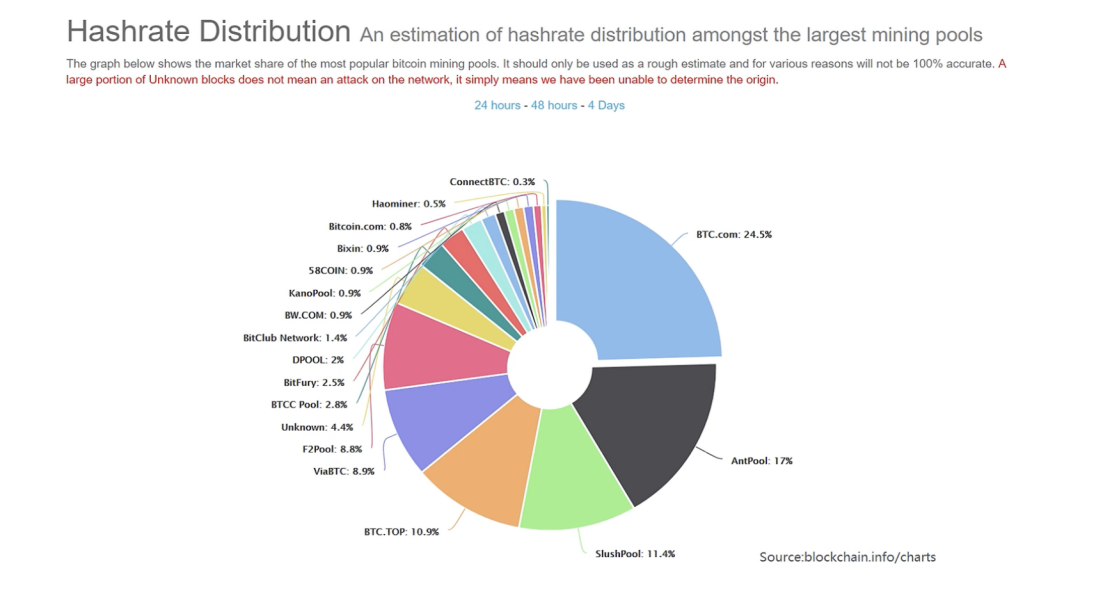 Hashrate Distribution An estimation of hashrate distribution amongst the largest mining pools
The graph below shows the market share of the most popular bitcoin mining pools. It should only be used as a rough estimate and for various reasons will not be 100% accurate. A
large portion of Unknown blocks does not mean an attack on the network, it simply means we have been unable to determine the origin.
24 hours - 48 hours - 4 Days
ConnectBTC: 0.3%
Haominer: 0.5%
Bitcoin.com: 0.8%
BTC.com: 24.5%
Bixin: 0.9%
58COIN: 0.9%
KanoPool: 0.9%
BW.COM: 0.9%
BitClub Network: 1.4%
DPOOL: 2%
BitFury: 2.5%
BTCC Pool: 2.8%
Unknown: 4.4%
F2Pool: 8.8%
AntPool: 17%
ViaBTC: 8.9%
BTC.TOP: 10.9%
SlushPool: 11.4%
Source:blockchain.info/charts